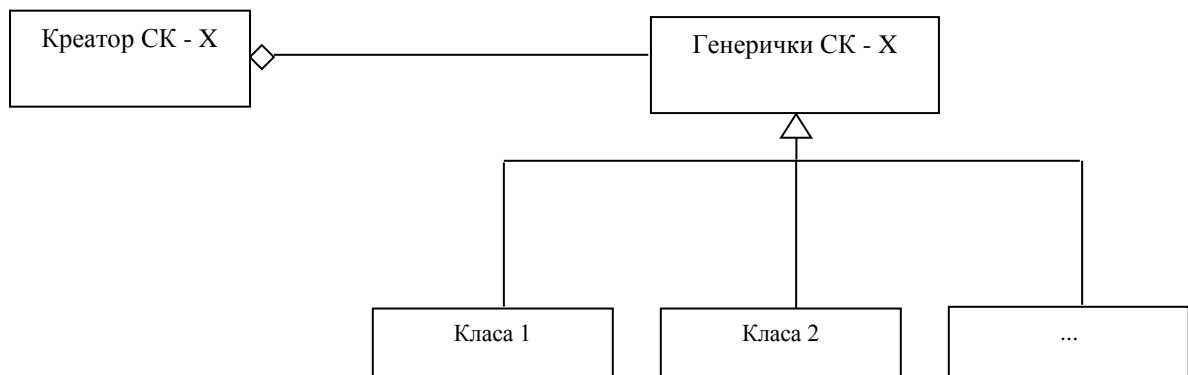 Креатор СК - X
Генерички СК - X
Класа 1
Класа 2
...